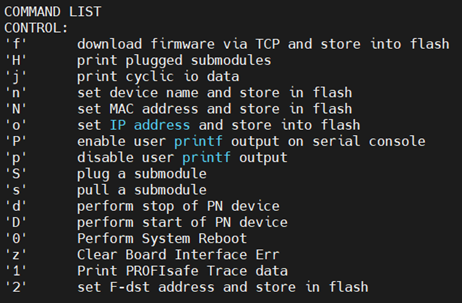 COMMAND LIST
CONTROL:
'f' download firmware via TCP and store into flash
'H' print plugged submodules
'j' print cyclic io data
'n' set device name and store in flash
'N' set MAC address and store in flash
'o' set IP address and store into flash
'P' enable user printf output on serial console
'p' disable user printf output
'S' plug a submodule
's' pull a submodule
'd' perform stop of PN device
'D' perform start of PN device
'0' Perform System Reboot
'z' Clear Board Interface Err
'1' Print PROFIsafe Trace data
'2' set F-dst address and store in flash